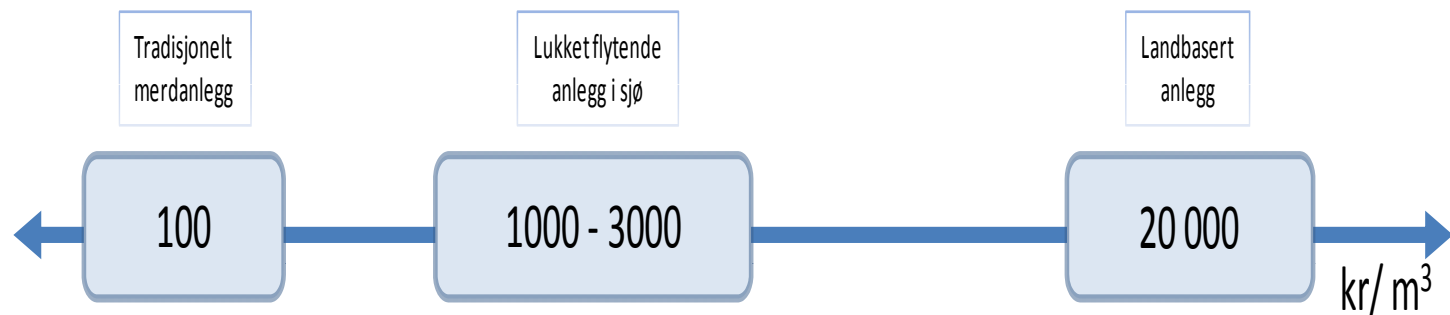 Tradisjonelt
merdanlegg
Lukket flytende
anlegg i sjø
Landbasert
anlegg
100
1000 - 3000
20 000
kr/ m³